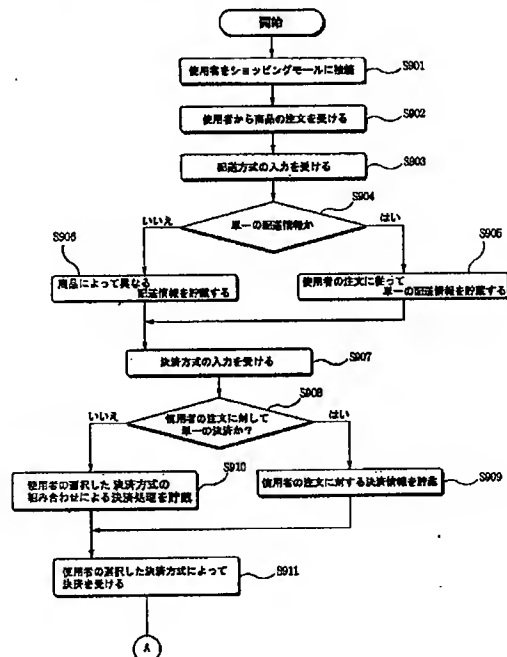 開始
使用者をショッピングモールに接続
S901
使用者から商品の注文を受ける
S902
配送方式の入力を受ける
S903
S904
単一の配送情報か
いいえ
はい
S906
S905
商品によって異なる
配送情報を貯蔵する
使用者の注文に従って
単一の配送情報を貯蔵する
決済方式の入力を受ける
S907
S908
使用者の注文に対して
単一の決済か?
いいえ
はい
使用者の選択した決済方式の
組み合わせによる決済処理を貯蔵
S910
使用者の注文に対する決済情報を貯蔵
S909
使用者の選択した決済方式によって
決済を受ける
S911
A